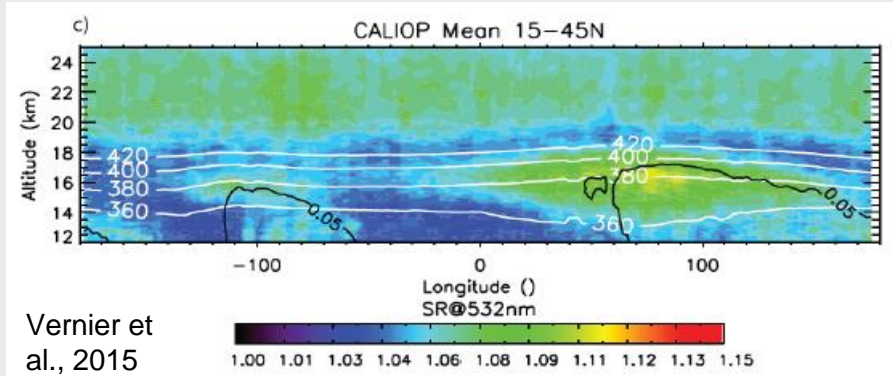 c)
CALIOP Mean 15-45N
24
22
20
18
16
14
12
Altitude (km)
420
400
380
360
0.05
420
400
380
360
0.05
-100 0 100
Longitude ()
SR@532nm
Vernier et
al., 2015
1.00 1.01 1.03 1.04 1.06 1.08 1.09 1.11 1.12 1.13 1.15